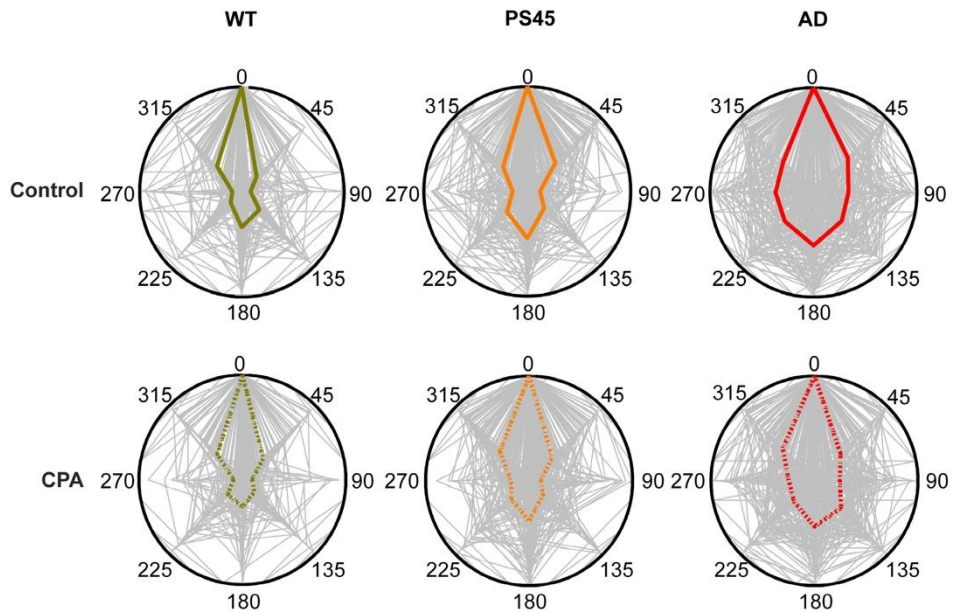 WT PS45 AD
0 0 0
315 45 315 45 315 45
Control 270 90 270 90 270 90
225 135 225 135 225 135
180 180 180
0 0 0
315 45 315 45 315 45
CPA 270 90 270 90 270 90
225 135 225 135 225 135
180 180 180